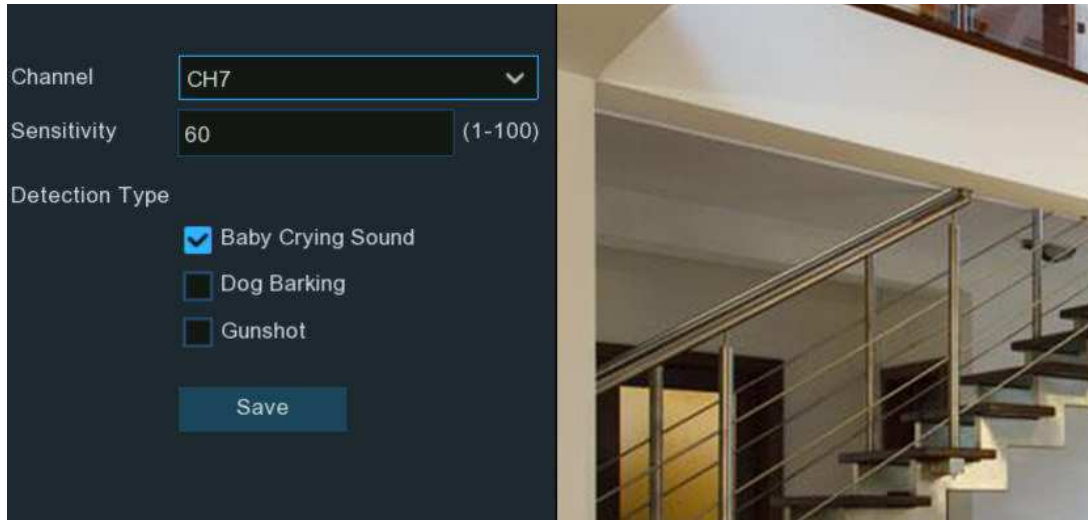 Channel CH7
Sensitivity 60 (1-100)
Detection Type
Baby Crying Sound
Dog Barking
Gunshot
Save